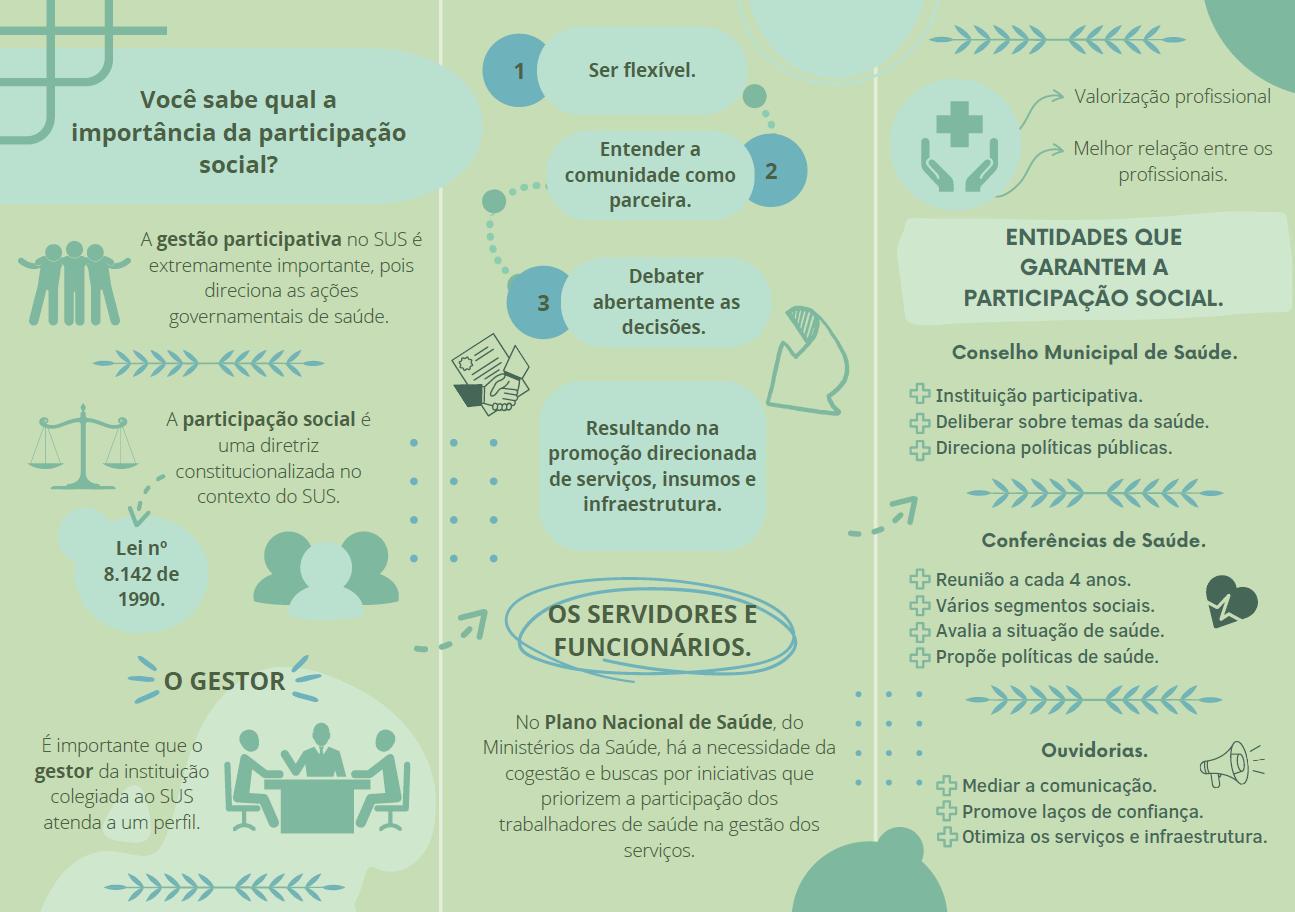 Você sabe qual a
importância da participação
social?
A gestão participativa no SUS é
extremamente importante, pois
direciona as ações
governamentais de saúde.
A participação social é
uma diretriz
constitucionalizada no
contexto do SUS.
Lei nº
8.142 de
1990.
O GESTOR
É importante que o
gestor da instituição
colegiada ao SUS
atenda a um perfil.
1
Ser flexível.
Entender a
comunidade como
parceira.
2
3
Debater
abertamente as
decisões.
Resultando na
promoção direcionada
de serviços, insumos e
infraestrutura.
OS SERVIDORES E
FUNCIONÁRIOS.
No Plano Nacional de Saúde, do
Ministérios da Saúde, há a necessidade da
cogestão e buscas por iniciativas que
priorizem a participação dos
trabalhadores de saúde na gestão dos
serviços.
Valorização profissional
Melhor relação entre os
profissionais.
ENTIDADES QUE
GARANTEM A
PARTICIPAÇÃO SOCIAL.
Conselho Municipal de Saúde.
Instituição participativa.
Deliberar sobre temas da saúde.
Direciona políticas públicas.
Conferências de Saúde.
Reunião a cada 4 anos.
Vários segmentos sociais.
Avalia a situação de saúde.
Propõe políticas de saúde.
Ouvidorias.
Mediar a comunicação.
Promove laços de confiança.
Otimiza os serviços e infraestrutura.